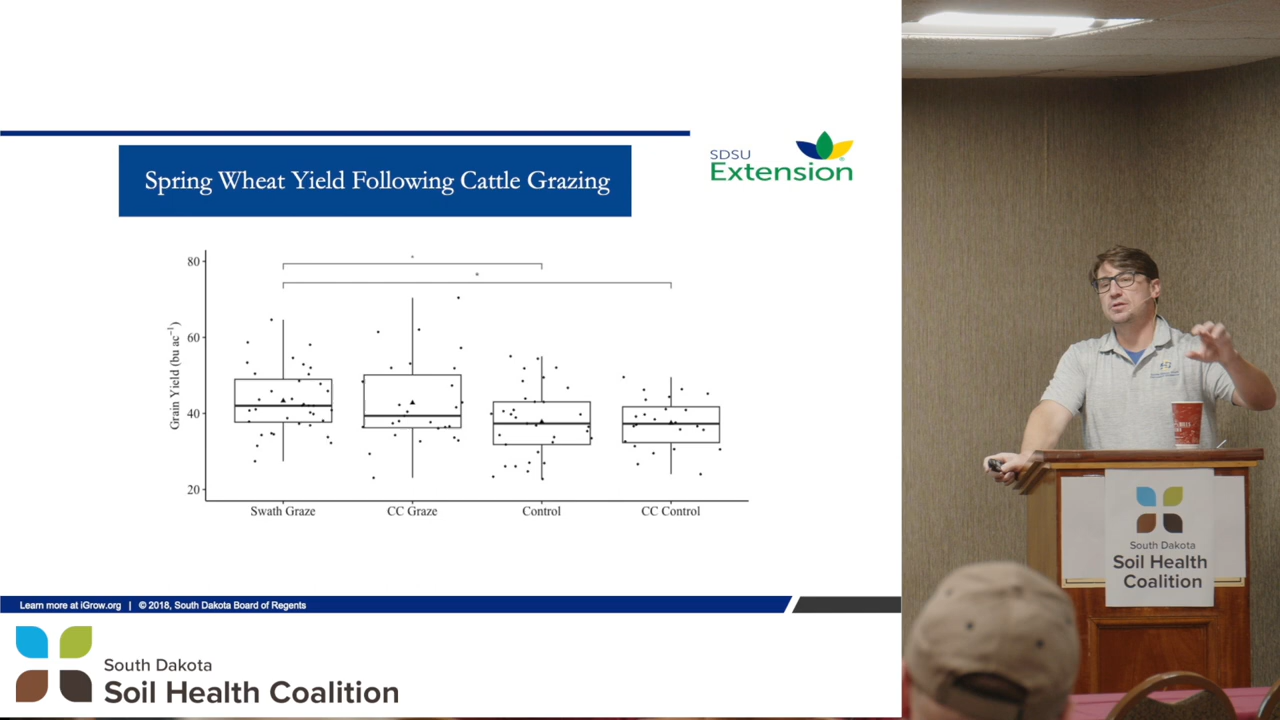 SDSU
Extension
Spring Wheat Yield Following Cattle Grazing
Grain Yield (bu ac⁻¹)
80
60
40
20
*
*
Swath Graze
CC Graze
Control
CC Control
Learn more at iGrow.org | © 2018, South Dakota Board of Regents
South Dakota
Soil Health Coalition
South Dakota
Soil Health
Coalition